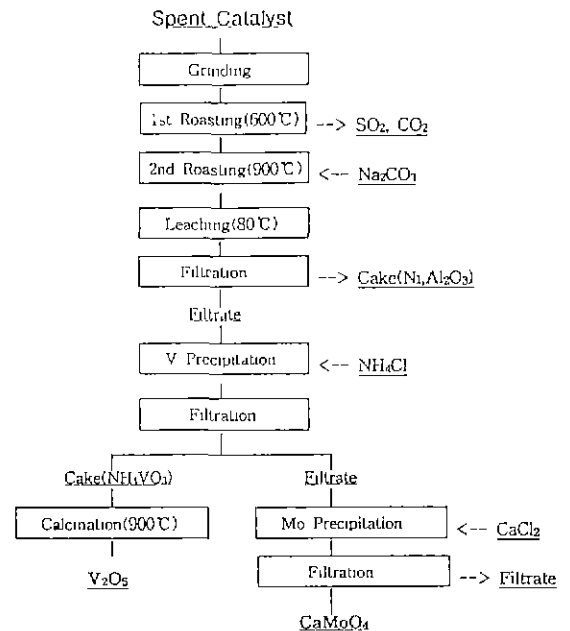 Spent Catalyst
Grinding
1st Roasting(600℃) --> SO₂, CO₂
2nd Roasting(900℃) <-- Na₂CO₃
Leaching(80℃)
Filtration --> Cake(Ni,Al₂O₃)
Filtrate
V Precipitation <-- NH₄Cl
Filtration
Cake(NH₄VO₃) Filtrate
Calcination(900℃) Mo Precipitation <-- CaCl₂
V₂O₅ Filtration --> Filtrate
CaMoO₄